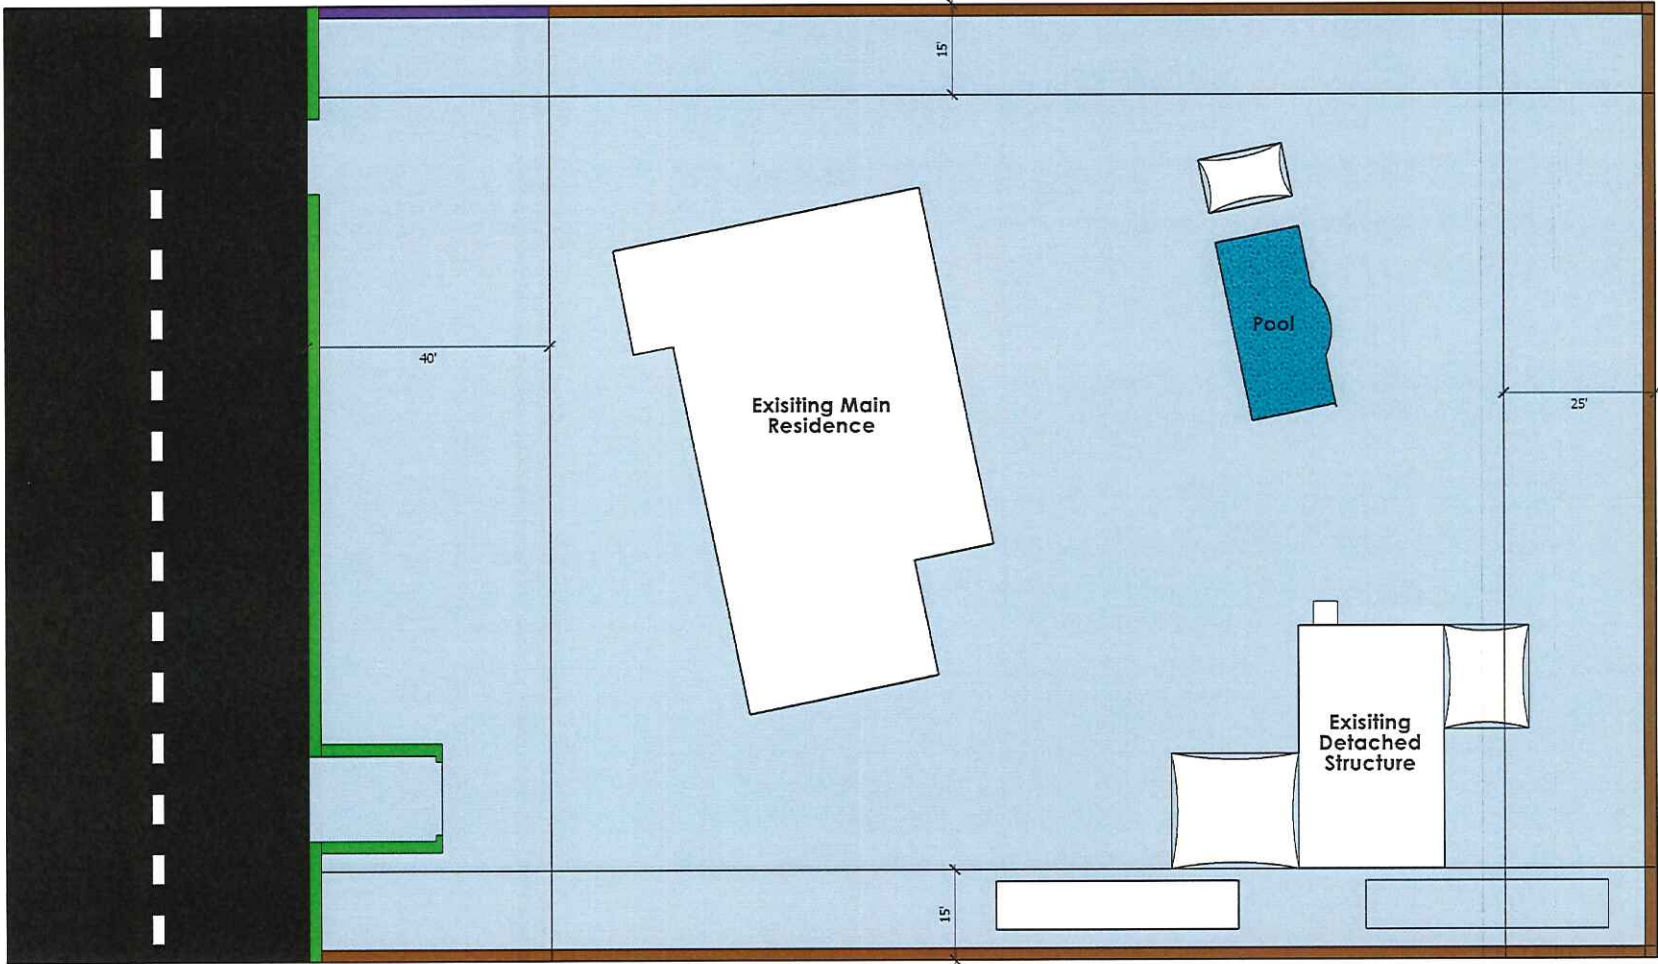 15'
Pool
40'
Exisiting Main
Residence
25'
Exisiting
Detached
Structure
15'